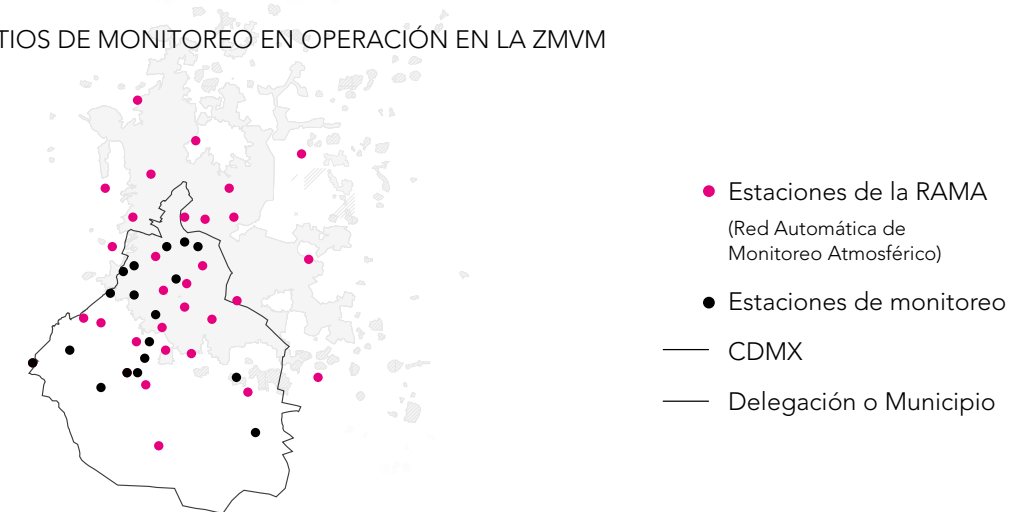 TIOS DE MONITOREO EN OPERACIÓN EN LA ZMVM
Estaciones de la RAMA
(Red Automática de
Monitoreo Atmosférico)
Estaciones de monitoreo
CDMX
Delegación o Municipio